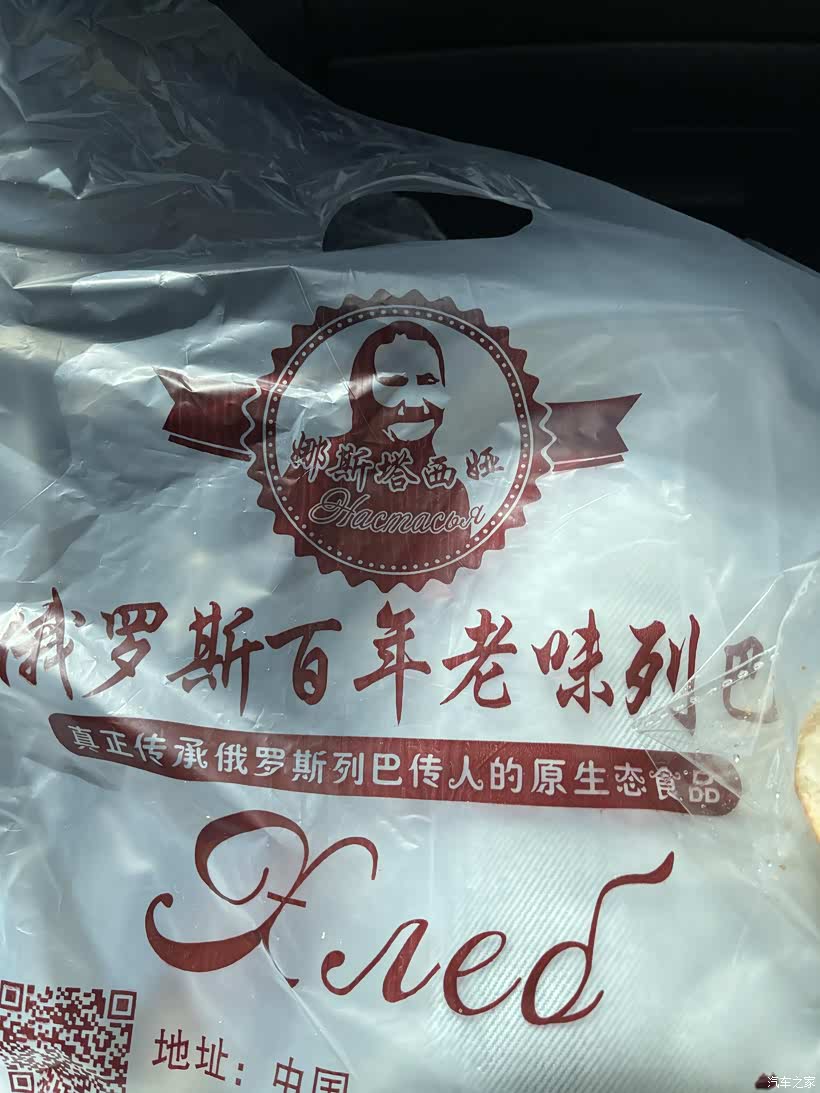 娜斯塔西娅
Настасья
俄罗斯百年老味列巴
真正传承俄罗斯列巴传人的原生态食品
Хлеб
地址：中国
汽车之家